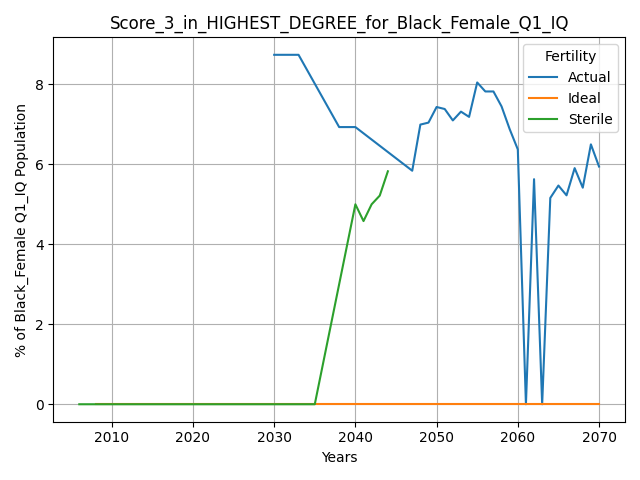 Score_3_in_HIGHEST_DEGREE_for_Black_Female_Q1_IQ
Fertility
Actual
Ideal
Sterile
% of Black_Female Q1_IQ Population
8
6
4
2
0
2010 2020 2030 2040 2050 2060 2070
Years